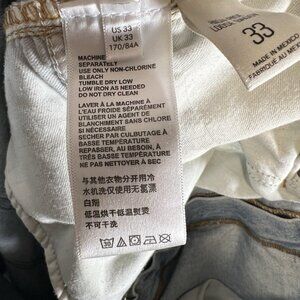 US 33
UK 33
170/84A
MACHINE
SEPARATELY
USE ONLY NON-CHLORINE
BLEACH
TUMBLE DRY LOW
LOW IRON AS NEEDED
DO NOT DRY CLEAN
LAVER À LA MACHINE À
L'EAU FROIDE SÉPARÉMENT
UTILISER UN AGENT DE
BLANCHIMENT SANS CHLORE
SI NÉCESSAIRE
SÉCHER PAR CULBUTAGE À
BASSE TEMPÉRATURE
REPASSER, AU BESOIN, À
TRÈS BASSE TEMPÉRATURE
NE PAS NETTOYER À SEC
与其他衣物分开用冷
水机洗仅使用无氯漂
白剂
低温烘干低温熨烫
不可干洗
33
MADE IN MEXICO
FABRIQUÉ AU MEX